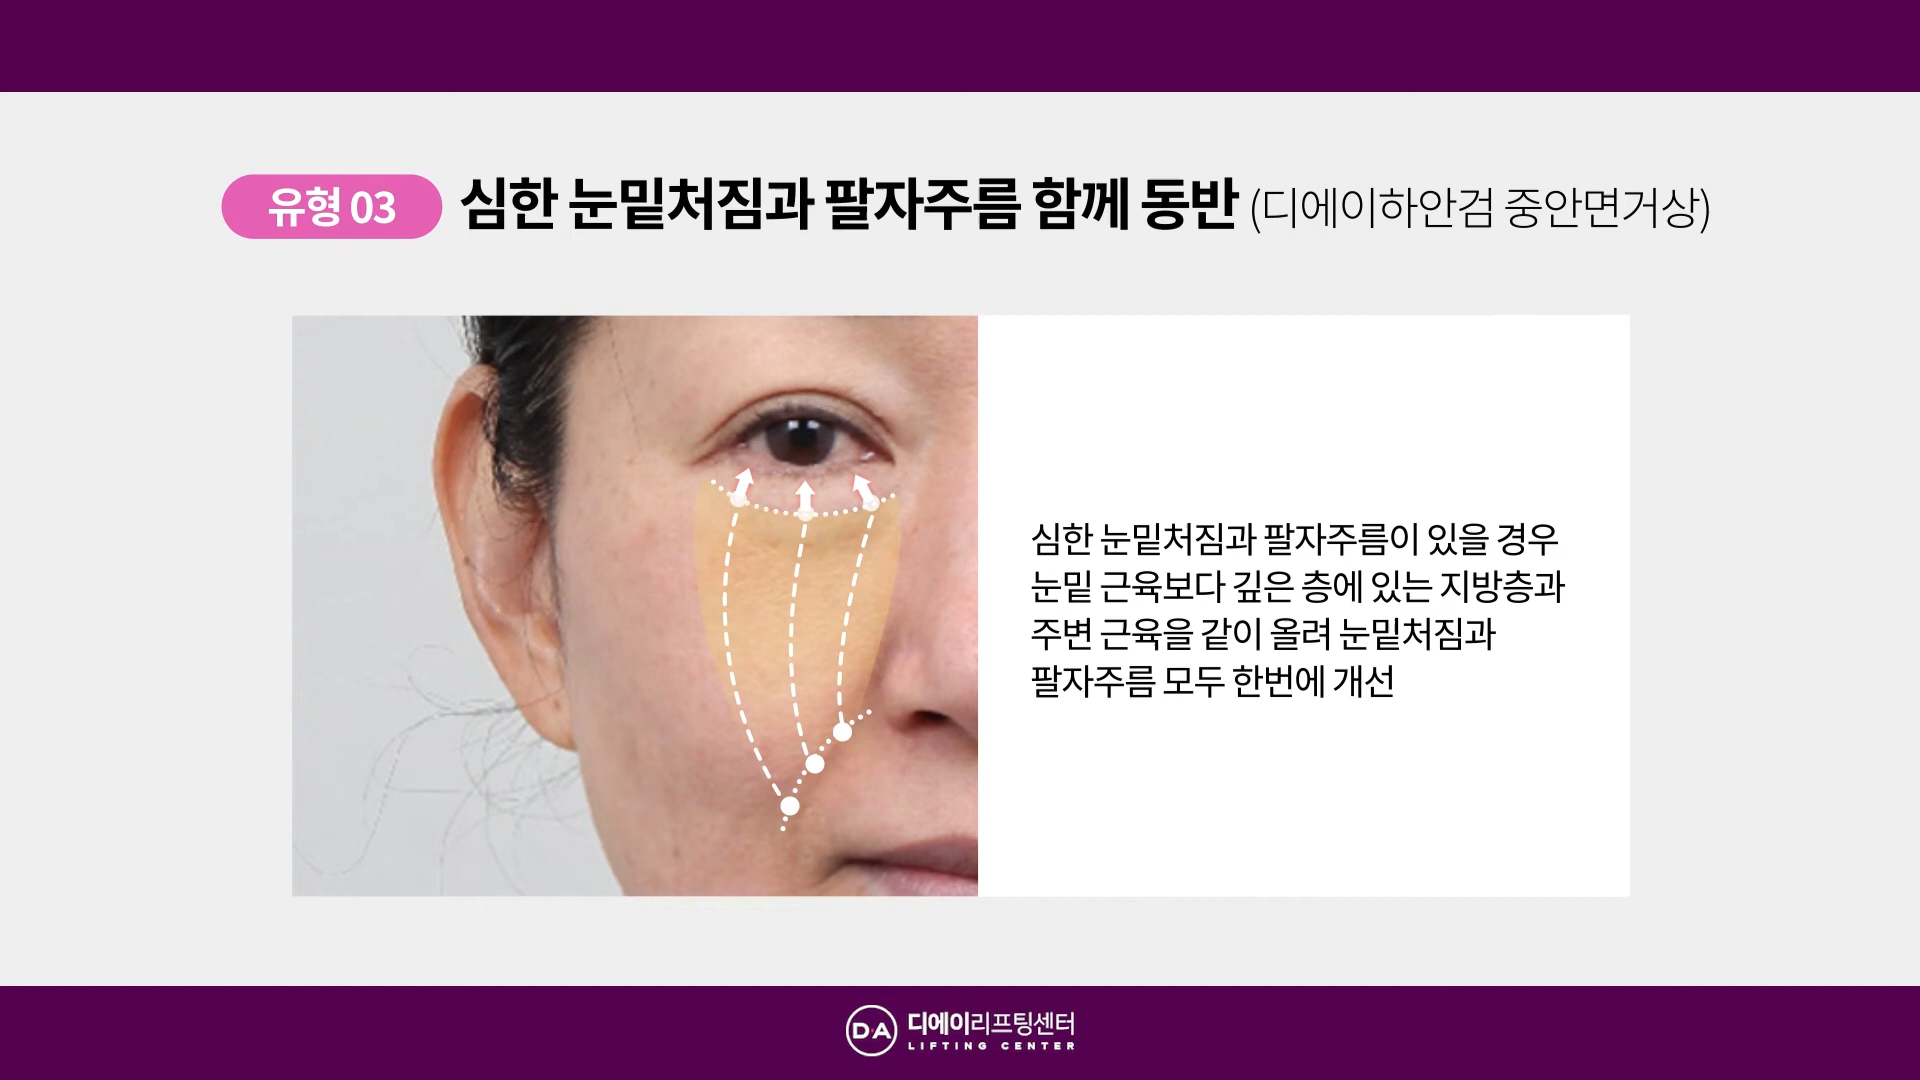 유형 03 심한 눈밑처짐과 팔자주름 함께 동반 (디에이하안검 중안면거상)
심한 눈밑처짐과 팔자주름이 있을 경우
눈밑 근육보다 깊은 층에 있는 지방층과
주변 근육을 같이 올려 눈밑처짐과
팔자주름 모두 한번에 개선
D·A 디에이리프팅센터
LIFTING CENTER